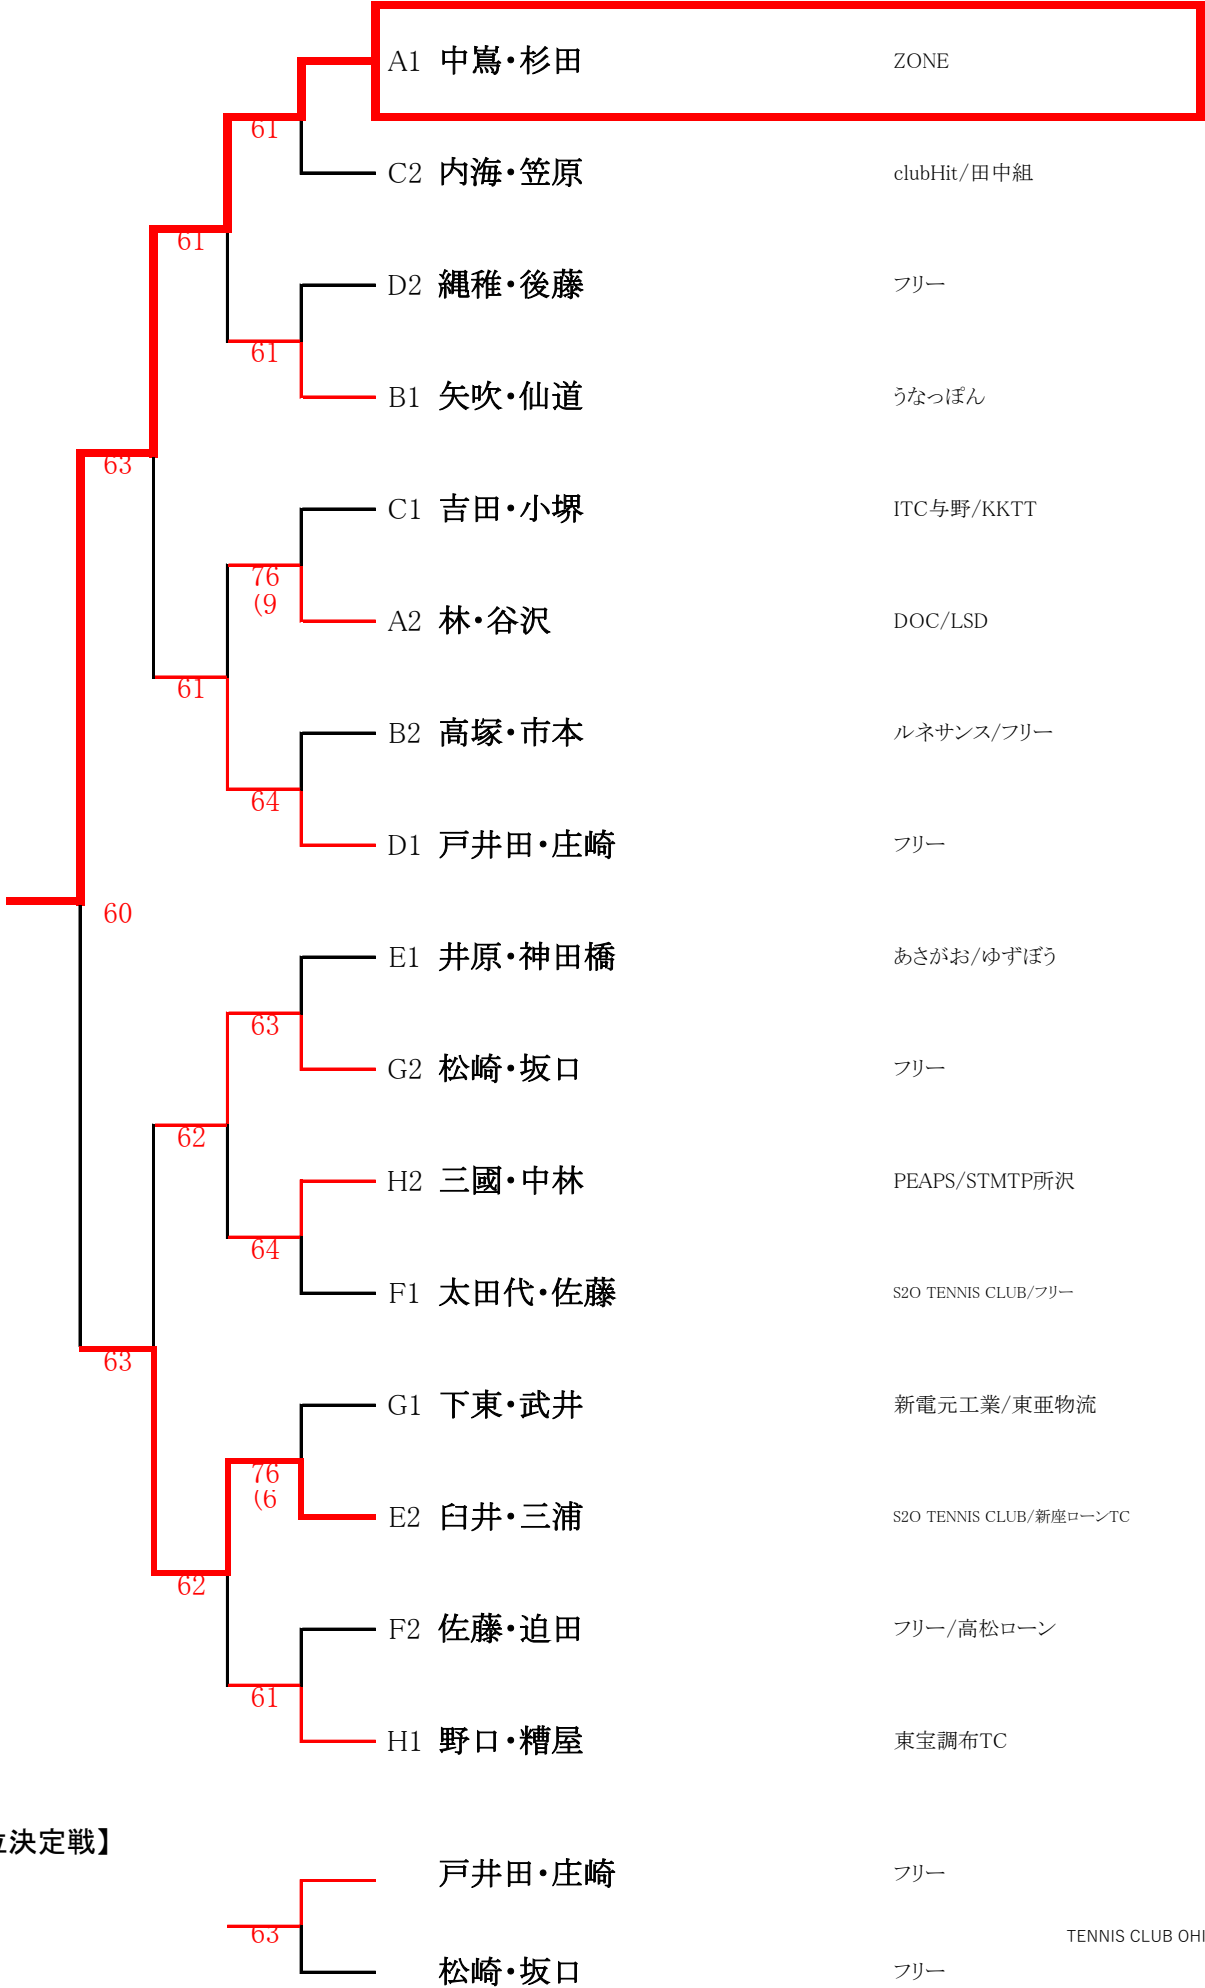 A1 中嶌・杉田 ZONE
61
C2 内海・笠原 clubHit/田中組
61
D2 縄稚・後藤 フリー
61
B1 矢吹・仙道 うなっぽん
63
C1 吉田・小堺 ITC与野/KKTT
76
(9
A2 林・谷沢 DOC/LSD
61
B2 高塚・市本 ルネサンス/フリー
64
D1 戸井田・庄崎 フリー
60
E1 井原・神田橋 あさがお/ゆずぽう
63
G2 松崎・坂口 フリー
62
H2 三國・中林 PEAPS/STMTP所沢
64
F1 太田代・佐藤 S2O TENNIS CLUB/フリー
63
G1 下東・武井 新電元工業/東亜物流
76
(6
E2 臼井・三浦 S2O TENNIS CLUB/新座ローンTC
62
F2 佐藤・迫田 フリー/高松ローン
61
H1 野口・糟屋 東宝調布TC
位決定戦】
戸井田・庄崎 フリー
63
TENNIS CLUB OHI
松崎・坂口 フリー